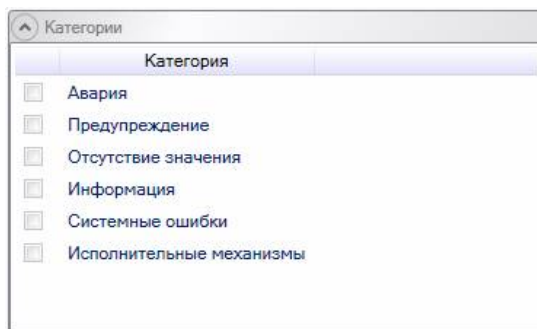 Категории
Категория
Авария
Предупреждение
Отсутствие значения
Информация
Системные ошибки
Исполнительные механизмы